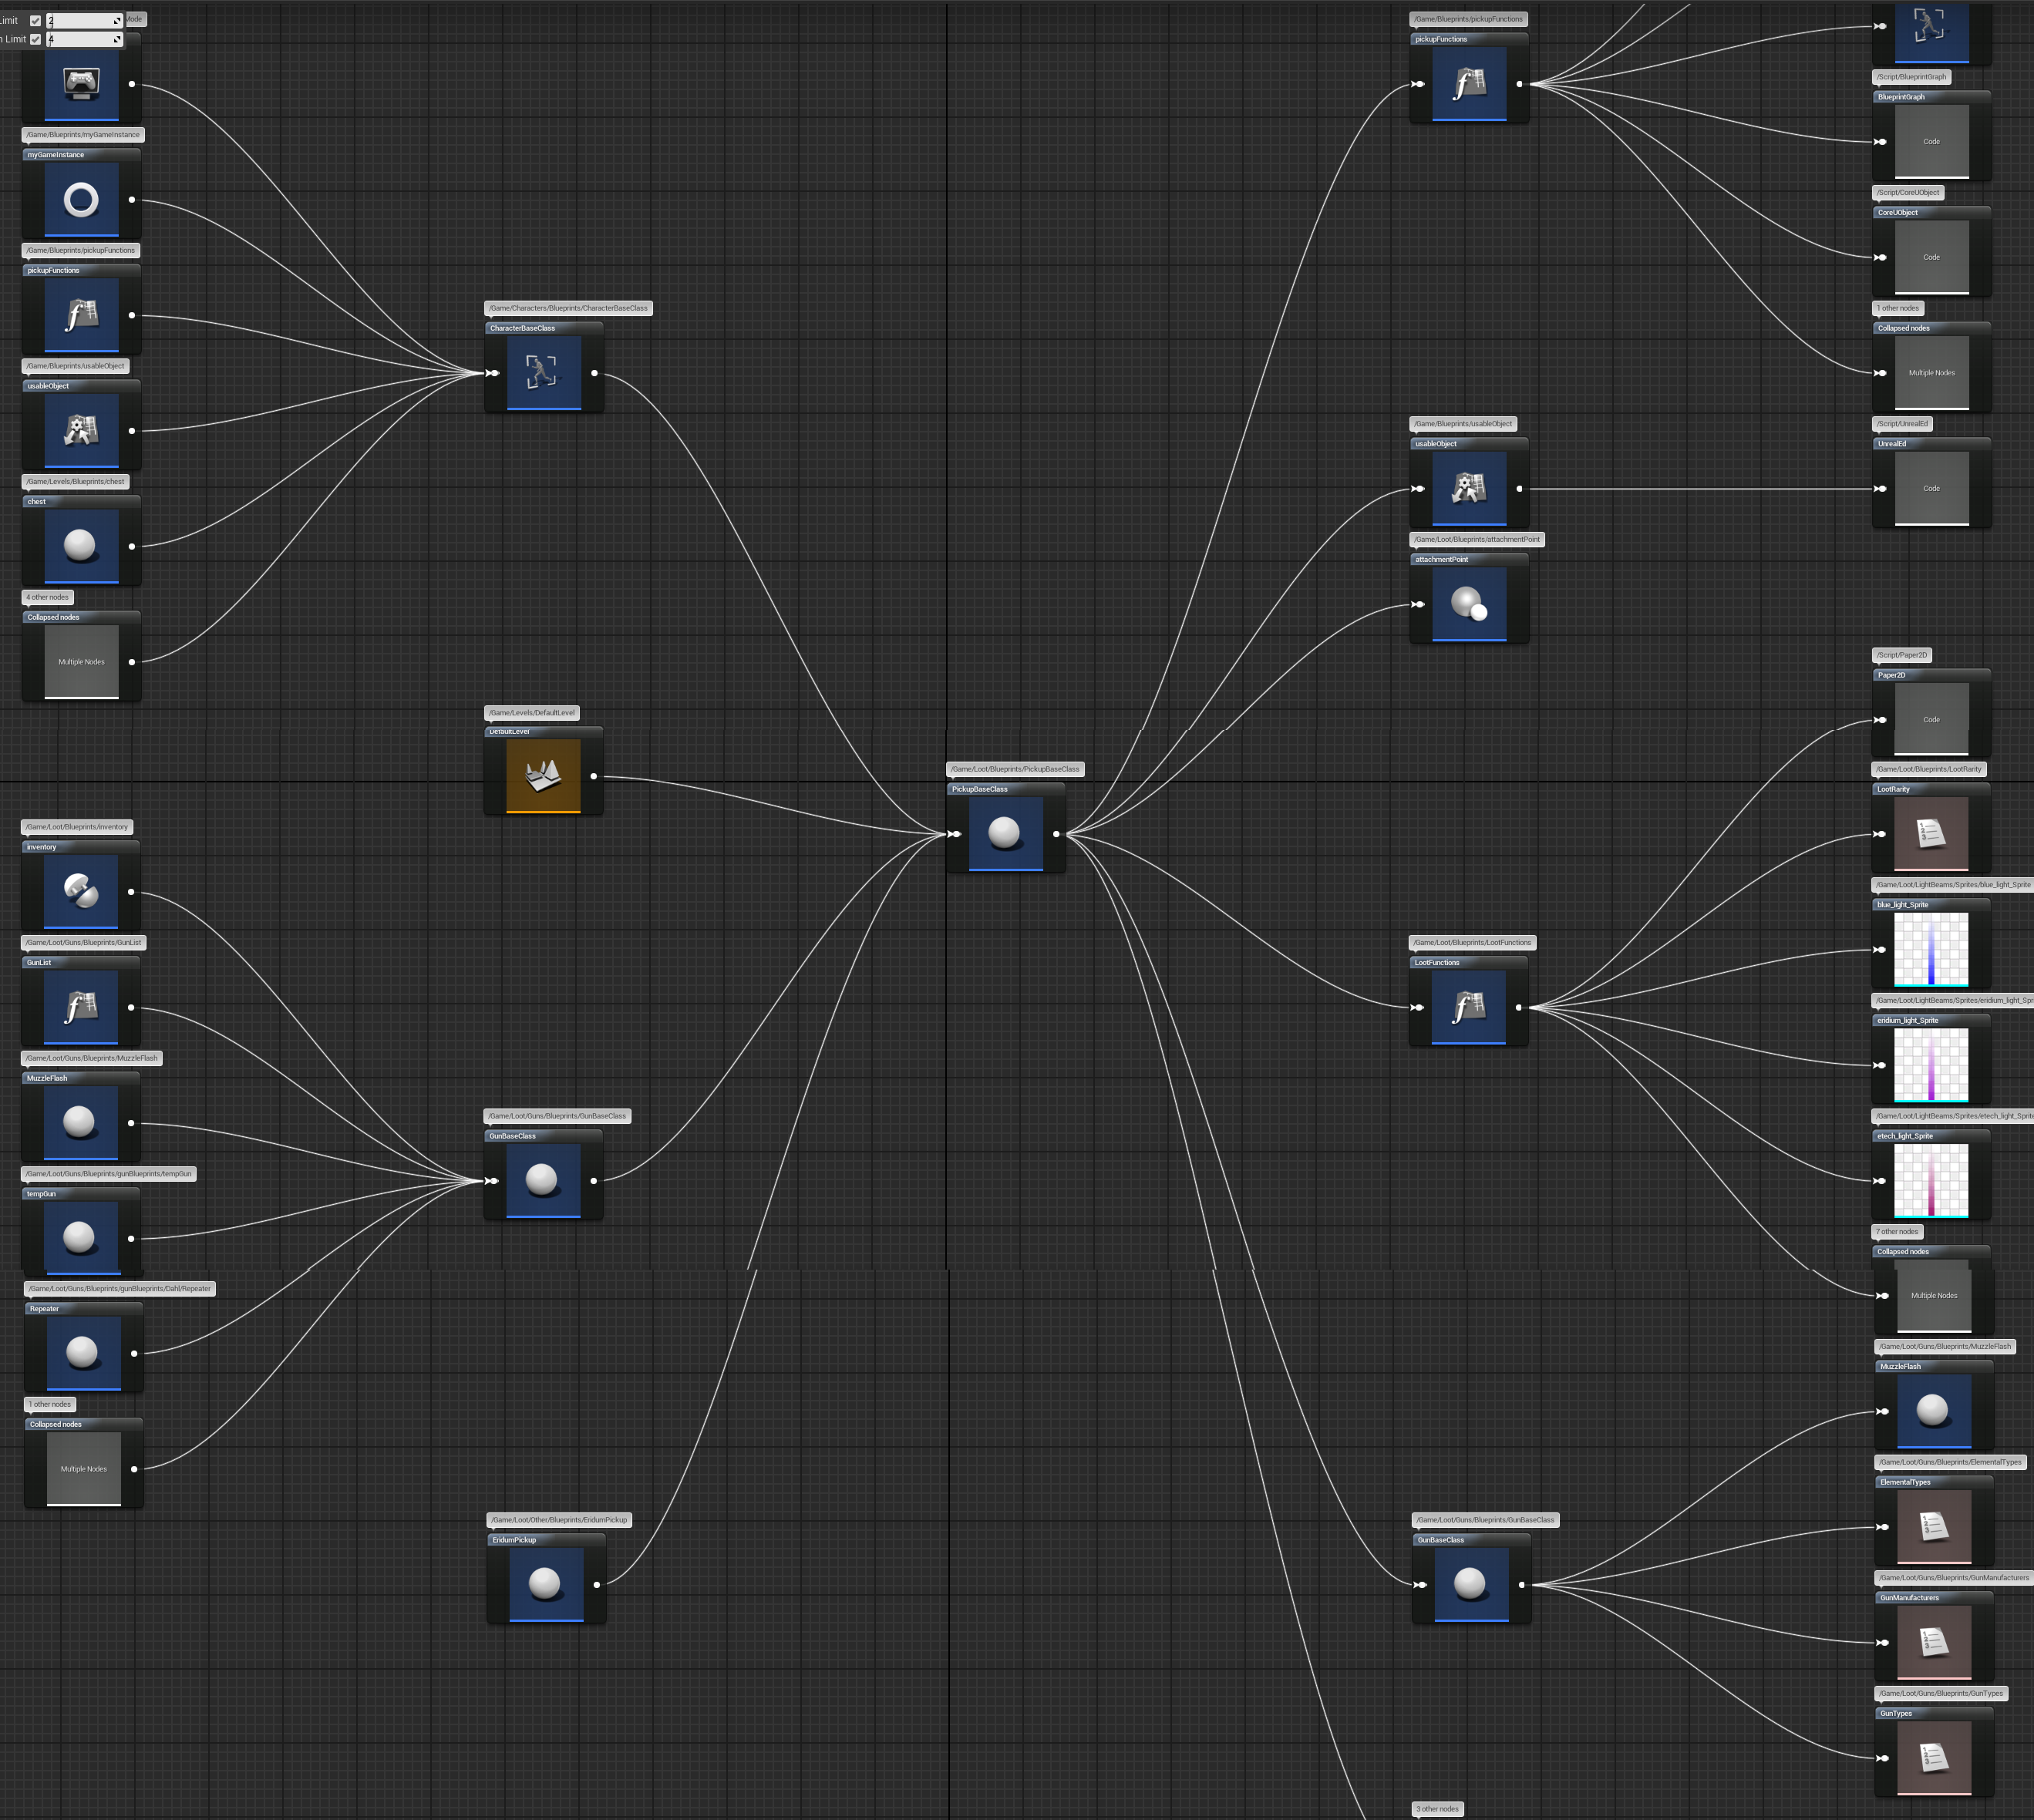 Limit 2
Mode
n Limit 4
/Game/Blueprints/myGameInstance
myGameInstance
/Game/Blueprints/pickupFunctions
pickupFunctions
/Game/Blueprints/usableObject
usableObject
/Game/Levels/Blueprints/chest
chest
4 other nodes
Collapsed nodes
Multiple Nodes
/Game/Loot/Blueprints/inventory
inventory
/Game/Loot/Guns/Blueprints/GunList
GunList
/Game/Loot/Guns/Blueprints/MuzzleFlash
MuzzleFlash
/Game/Loot/Guns/Blueprints/gunBlueprints/tempGun
tempGun
/Game/Loot/Guns/Blueprints/gunBlueprints/Dahl/Repeater
Repeater
1 other nodes
Collapsed nodes
Multiple Nodes
/Game/Characters/Blueprints/CharacterBaseClass
CharacterBaseClass
/Game/Levels/DefaultLevel
DefaultLevel
/Game/Loot/Guns/Blueprints/GunBaseClass
GunBaseClass
/Game/Loot/Other/Blueprints/EridumPickup
EridumPickup
/Game/Loot/Blueprints/PickupBaseClass
PickupBaseClass
/Game/Blueprints/pickupFunctions
pickupFunctions
/Game/Blueprints/usableObject
usableObject
/Game/Loot/Blueprints/attachmentPoint
attachmentPoint
/Game/Loot/Blueprints/LootFunctions
LootFunctions
/Game/Loot/Guns/Blueprints/GunBaseClass
GunBaseClass
3 other nodes
/Script/BlueprintGraph
BlueprintGraph
Code
/Script/CoreUObject
CoreUObject
Code
1 other nodes
Collapsed nodes
Multiple Nodes
/Script/UnrealEd
UnrealEd
Code
/Script/Paper2D
Paper2D
Code
/Game/Loot/Blueprints/LootRarity
LootRarity
/Game/Loot/LightBeams/Sprites/blue_light_Sprite
blue_light_Sprite
/Game/Loot/LightBeams/Sprites/eridium_light_Spr
eridium_light_Sprite
/Game/Loot/LightBeams/Sprites/etech_light_Sprite
etech_light_Sprite
7 other nodes
Collapsed nodes
Multiple Nodes
/Game/Loot/Guns/Blueprints/MuzzleFlash
MuzzleFlash
/Game/Loot/Guns/Blueprints/ElementalTypes
ElementalTypes
/Game/Loot/Guns/Blueprints/GunManufacturers
GunManufacturers
/Game/Loot/Guns/Blueprints/GunTypes
GunTypes